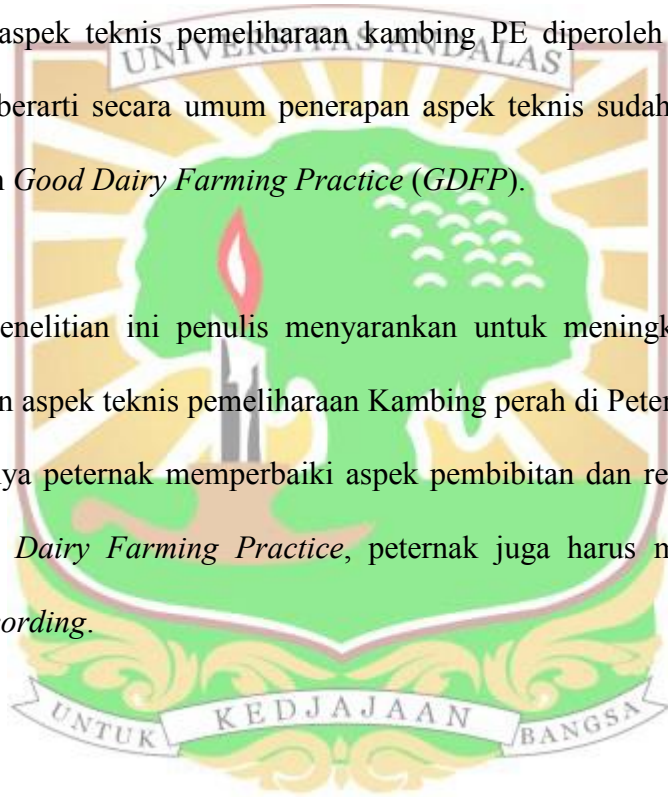 aspek teknis pemeliharaan kambing PE diperoleh
UNIVERSITAS ANDALAS
berarti secara umum penerapan aspek teknis sudah
Good Dairy Farming Practice (GDFP).
enelitian ini penulis menyarankan untuk meningk
n aspek teknis pemeliharaan Kambing perah di Peter
ya peternak memperbaiki aspek pembibitan dan re
Dairy Farming Practice, peternak juga harus m
cording.
UNTUK KEDJAJAAN BANGSA